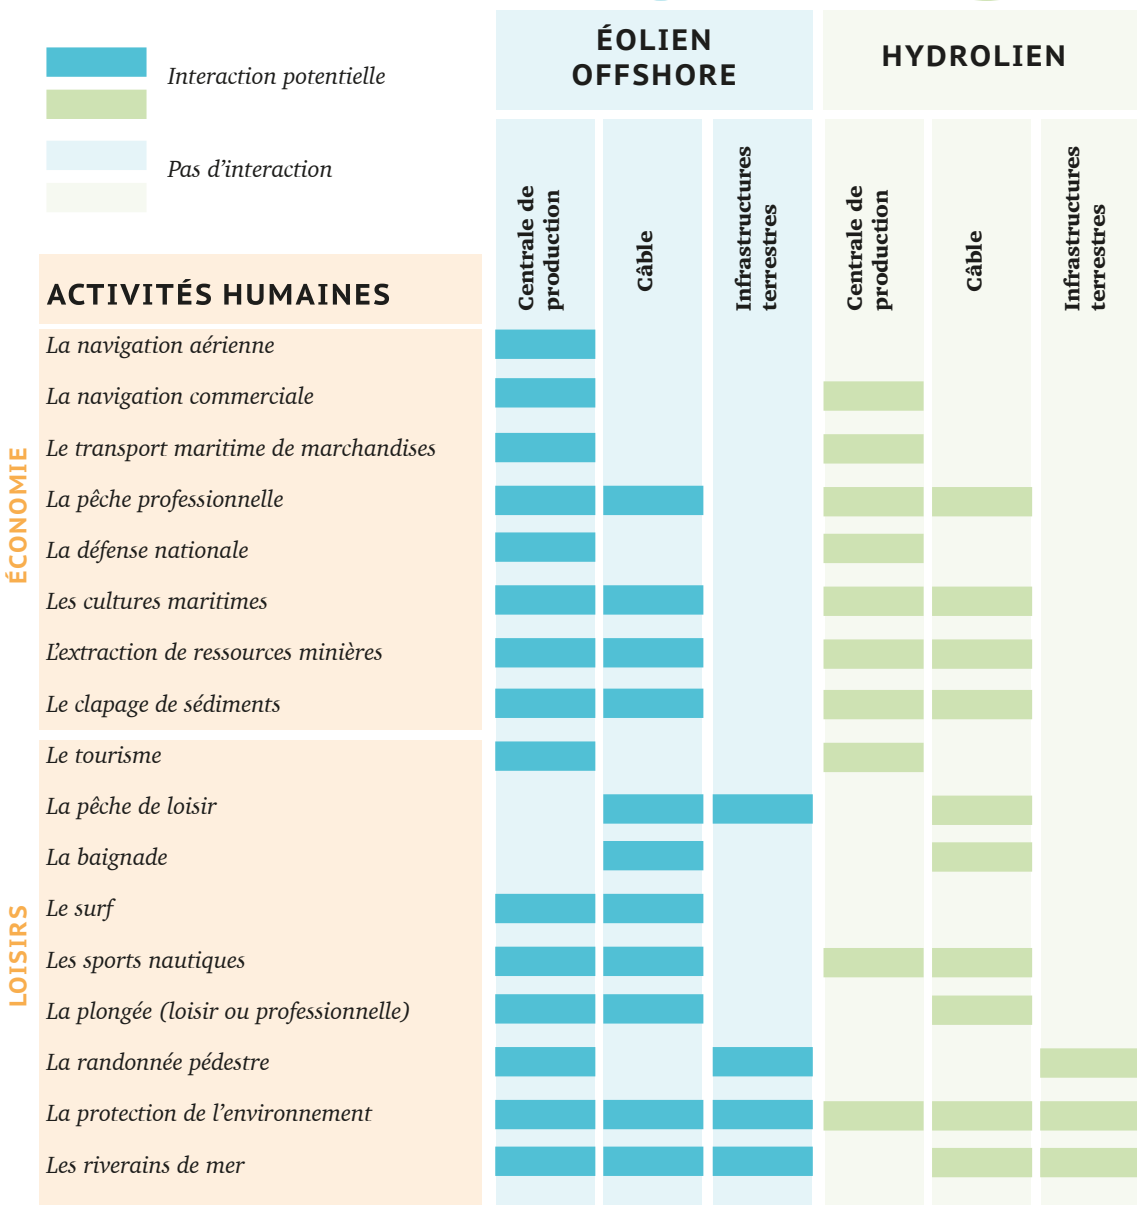 ÉOLIEN
OFFSHORE
HYDROLIEN
Interaction potentielle
Pas d'interaction
Centrale de
production
Câble
Infrastructures
terrestres
Centrale de
production
Câble
Infrastructures
terrestres
ACTIVITÉS HUMAINES
ÉCONOMIE
La navigation aérienne
La navigation commerciale
Le transport maritime de marchandises
La pêche professionnelle
La défense nationale
Les cultures maritimes
L'extraction de ressources minières
Le clapage de sédiments
LOISIRS
Le tourisme
La pêche de loisir
La baignade
Le surf
Les sports nautiques
La plongée (loisir ou professionnelle)
La randonnée pédestre
La protection de l'environnement
Les riverains de mer